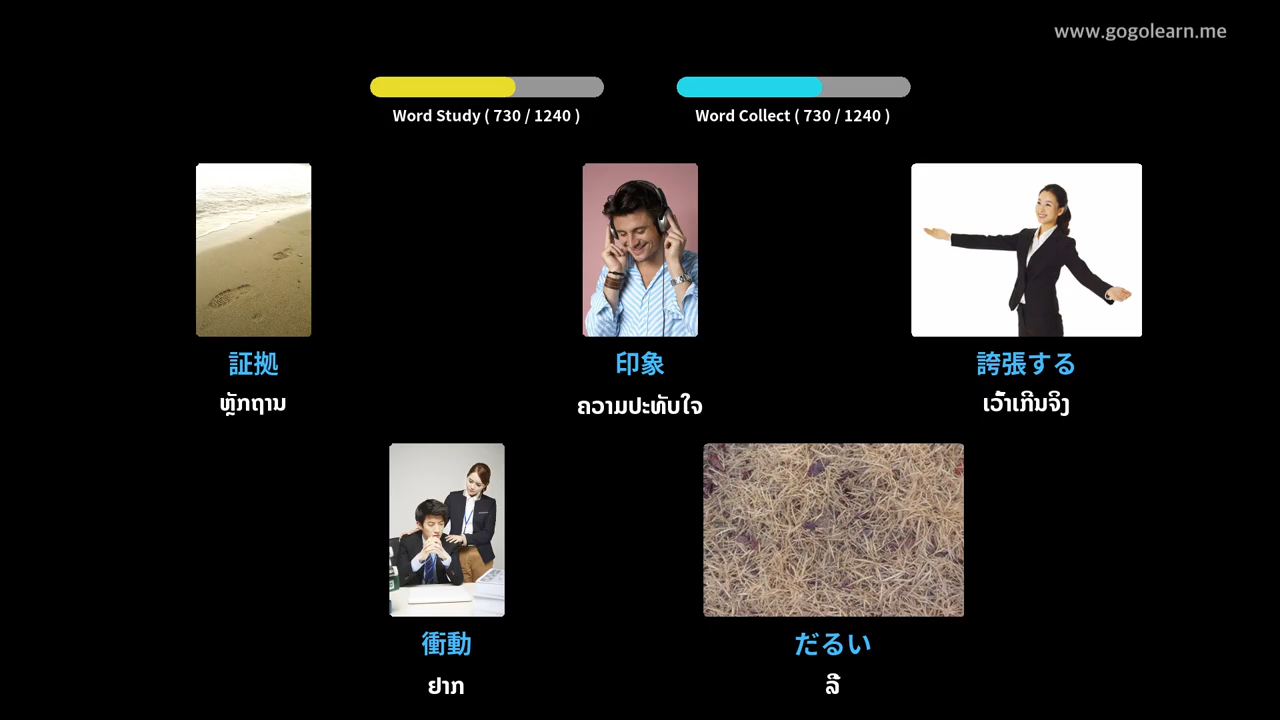 www.gogolearn.me
Word Study ( 730 / 1240 )
Word Collect ( 730 / 1240 )
証拠
ຫຼັກຖານ
印象
ຄວາມປະທັບໃຈ
誇張する
ເວົ້າເກີນຈິງ
衝動
ຢາກ
だるい
ລີ້